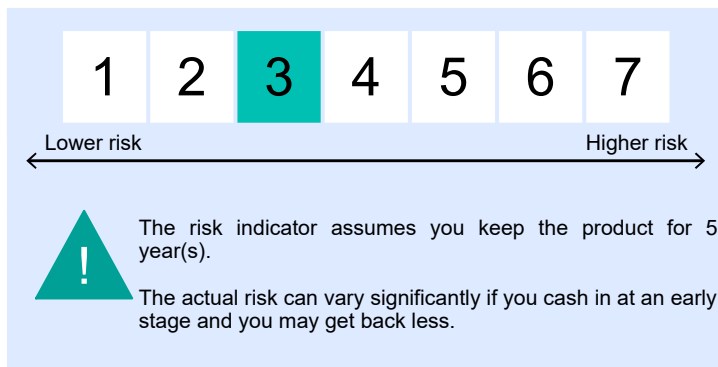 1 2 3 4 5 6 7
Lower risk Higher risk
!
The risk indicator assumes you keep the product for 5
year(s).
The actual risk can vary significantly if you cash in at an early
stage and you may get back less.